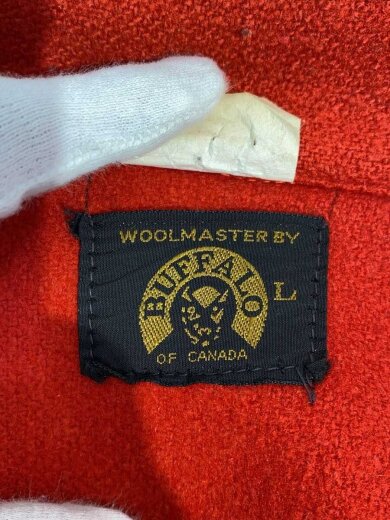 WOOLMASTER BY
BUFFALO
L
OF CANADA